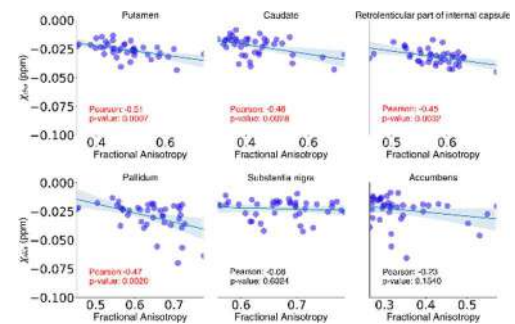 Putamen Caudate Retrolenticular part of internal capsule
0.000
−0.025
−0.050
−0.075
−0.100
(ppm)
Pearson: -0.51 Pearson: -0.46 Pearson: -0.45
p-value: 0.0007 p-value: 0.0028 p-value: 0.0032
0.4 0.6 0.4 0.6 0.5 0.6
Fractional Anisotropy Fractional Anisotropy Fractional Anisotropy
Pallidum Substantia nigra Accumbens
0.000
−0.025
−0.050
−0.075
−0.100
(ppm)
Pearson: -0.47 Pearson: -0.08 Pearson: -0.23
p-value: 0.0020 p-value: 0.6024 p-value: 0.1540
0.5 0.6 0.7 0.6 0.7 0.3 0.4 0.5
Fractional Anisotropy Fractional Anisotropy Fractional Anisotropy